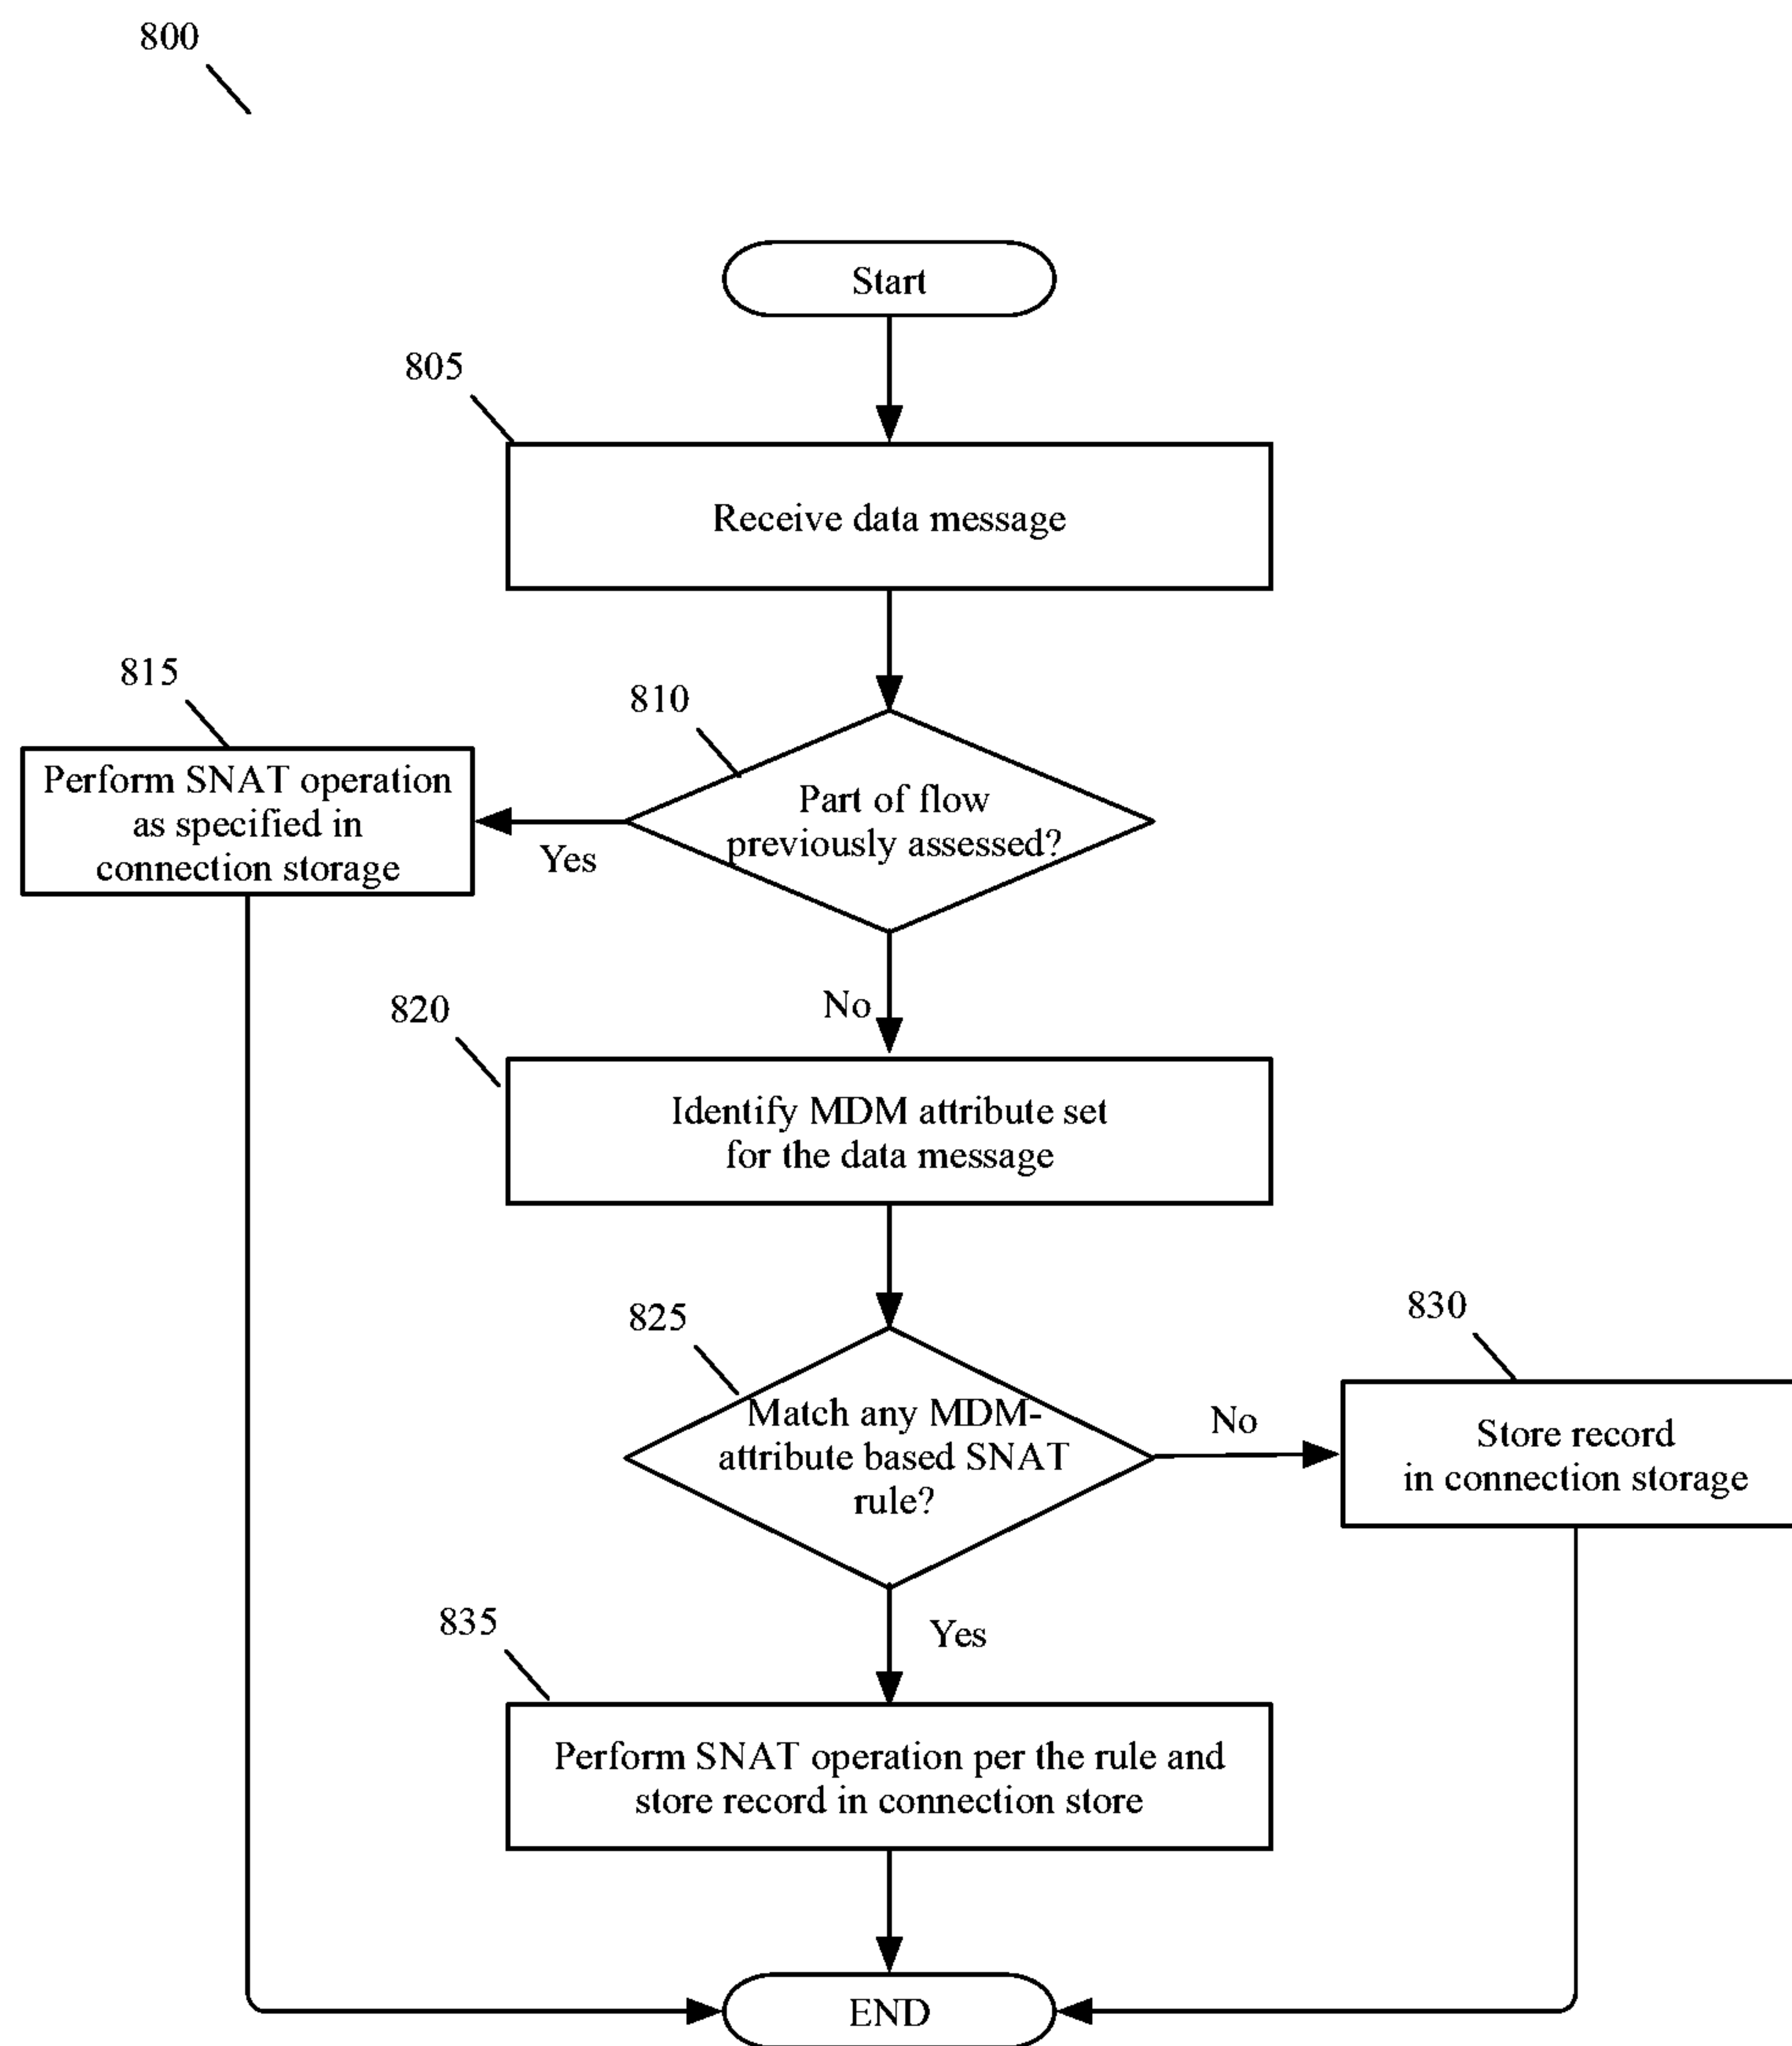 800
Start
805
Receive data message
815
810
Perform SNAT operation
as specified in
connection storage
Part of flow
previously assessed?
Yes
No
820
Identify MDM attribute set
for the data message
825
830
Match any MDM-
attribute based SNAT
rule?
No
Store record
in connection storage
Yes
835
Perform SNAT operation per the rule and
store record in connection store
END